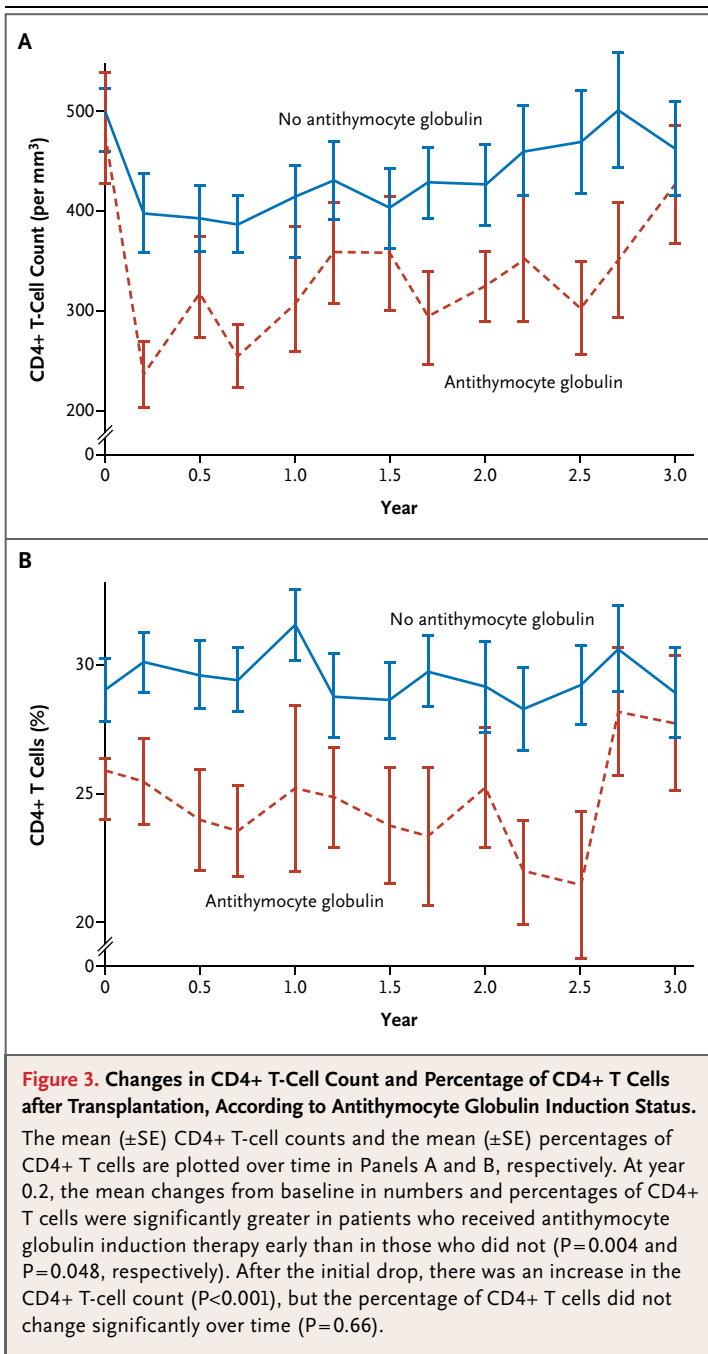 A
CD4+ T-Cell Count (per mm³)
500
400
300
200
0
No antithymocyte globulin
Antithymocyte globulin
0 0.5 1.0 1.5 2.0 2.5 3.0
Year
B
CD4+ T Cells (%)
30
25
20
0
No antithymocyte globulin
Antithymocyte globulin
0 0.5 1.0 1.5 2.0 2.5 3.0
Year
Figure 3. Changes in CD4+ T-Cell Count and Percentage of CD4+ T Cells
after Transplantation, According to Antithymocyte Globulin Induction Status.
The mean (±SE) CD4+ T-cell counts and the mean (±SE) percentages of
CD4+ T cells are plotted over time in Panels A and B, respectively. At year
0.2, the mean changes from baseline in numbers and percentages of CD4+
T cells were significantly greater in patients who received antithymocyte
globulin induction therapy early than in those who did not (P=0.004 and
P=0.048, respectively). After the initial drop, there was an increase in the
CD4+ T-cell count (P<0.001), but the percentage of CD4+ T cells did not
change significantly over time (P=0.66).